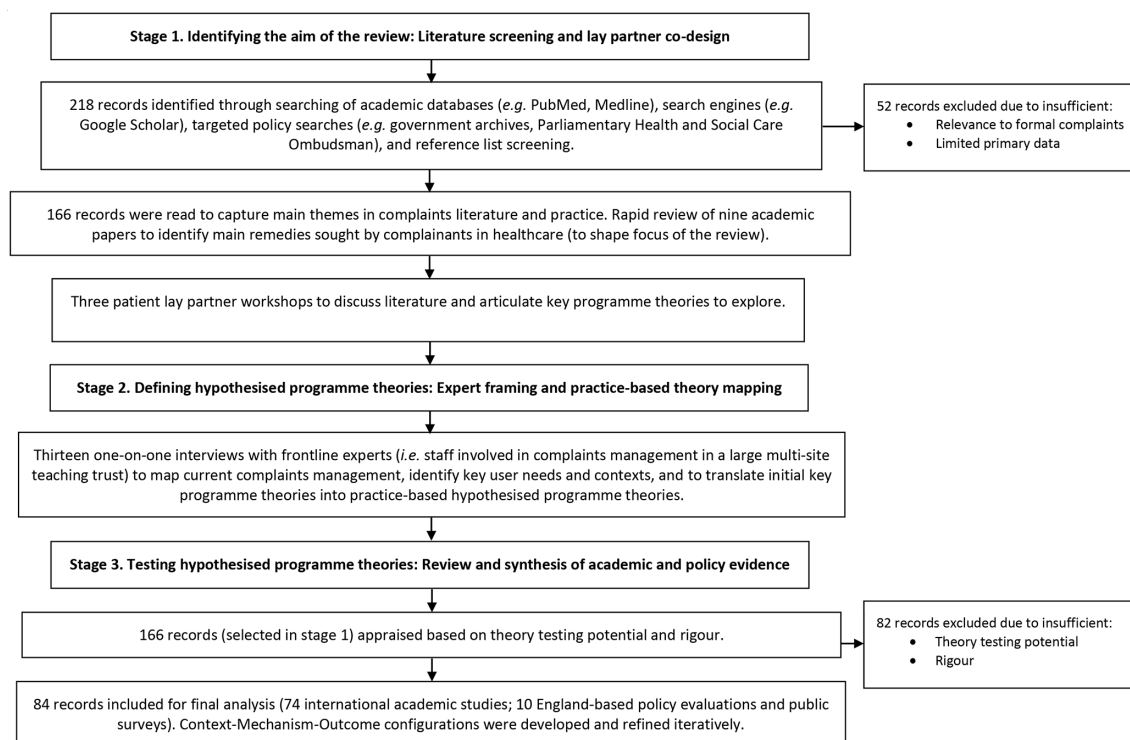 Stage 1. Identifying the aim of the review: Literature screening and lay partner co-design
218 records identified through searching of academic databases (e.g. PubMed, Medline), search engines (e.g.
Google Scholar), targeted policy searches (e.g. government archives, Parliamentary Health and Social Care
Ombudsman), and reference list screening.
52 records excluded due to insufficient:
• Relevance to formal complaints
• Limited primary data
166 records were read to capture main themes in complaints literature and practice. Rapid review of nine academic
papers to identify main remedies sought by complainants in healthcare (to shape focus of the review).
Three patient lay partner workshops to discuss literature and articulate key programme theories to explore.
Stage 2. Defining hypothesised programme theories: Expert framing and practice-based theory mapping
Thirteen one-on-one interviews with frontline experts (i.e. staff involved in complaints management in a large multi-site
teaching trust) to map current complaints management, identify key user needs and contexts, and to translate initial key
programme theories into practice-based hypothesised programme theories.
Stage 3. Testing hypothesised programme theories: Review and synthesis of academic and policy evidence
166 records (selected in stage 1) appraised based on theory testing potential and rigour.
82 records excluded due to insufficient:
• Theory testing potential
• Rigour
84 records included for final analysis (74 international academic studies; 10 England-based policy evaluations and public
surveys). Context-Mechanism-Outcome configurations were developed and refined iteratively.